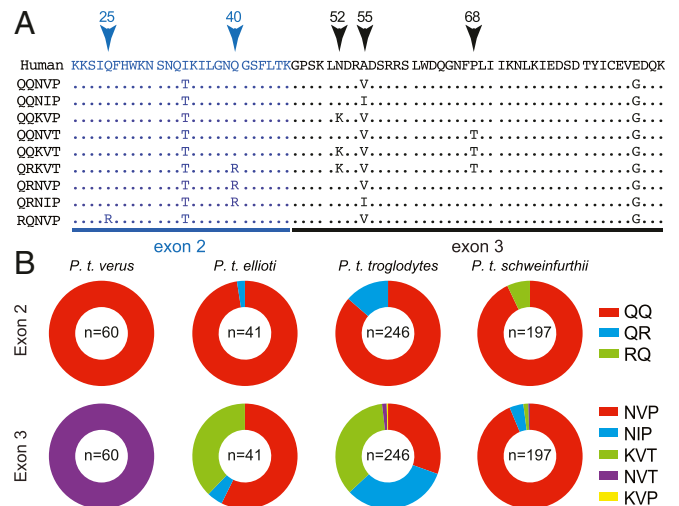 A
25 40 52 55 68
Human KKSIQFHWKN SNQIKILGNQ GSFLTKGPSK LNDRADSRRS LWDQGNFPLI IKNLKIEDSD TYICEVEDQK
QQNVP .......... ...T...... .......... ....V..... .......... .......... ......G...
QQNIP .......... ...T...... .......... ....I..... .......... .......... ......G...
QQKVP .......... ...T...... .......... .K..V..... .......... .......... ......G...
QQNVT .......... ...T...... .......... ....V..... .......T.. .......... ......G...
QQKVT .......... ...T...... .......... .K..V..... .......T.. .......... ......G...
QRKVT .......... ...T.....R .......... .K..V..... .......T.. .......... ......G...
QRNVP .......... ...T.....R .......... ....V..... .......... .......... ......G...
QRNIP .......... ...T.....R .......... ....I..... .......... .......... ......G...
RQNVP ....R..... ...T...... .......... ....V..... .......... .......... ......G...
exon 2 exon 3
B
P. t. verus P. t. ellioti P. t. troglodytes P. t. schweinfurthii
Exon 2
n=60 n=41 n=246 n=197
QQ
QR
RQ
Exon 3
n=60 n=41 n=246 n=197
NVP
NIP
KVT
NVT
KVP